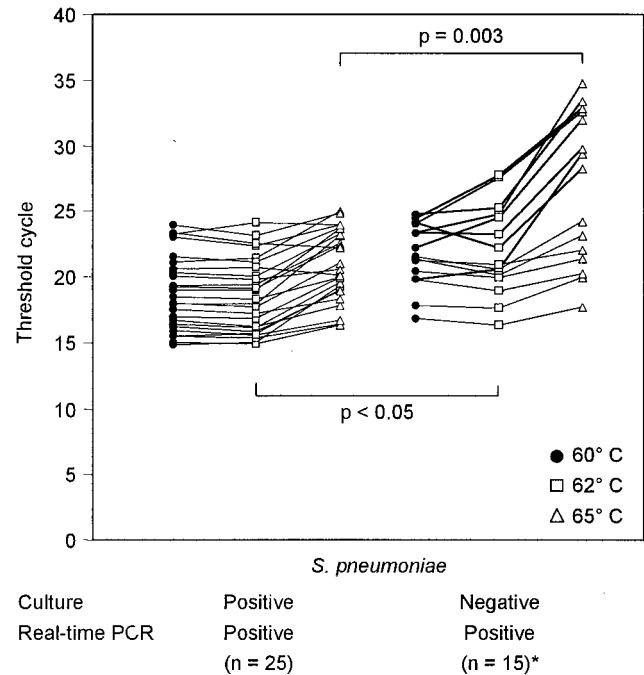 40
35
30
25
20
15
10
5
0
Threshold cycle
p = 0.003
p < 0.05
60° C
62° C
65° C
S. pneumoniae
Culture Positive Negative
Real-time PCR Positive Positive
(n = 25) (n = 15)*